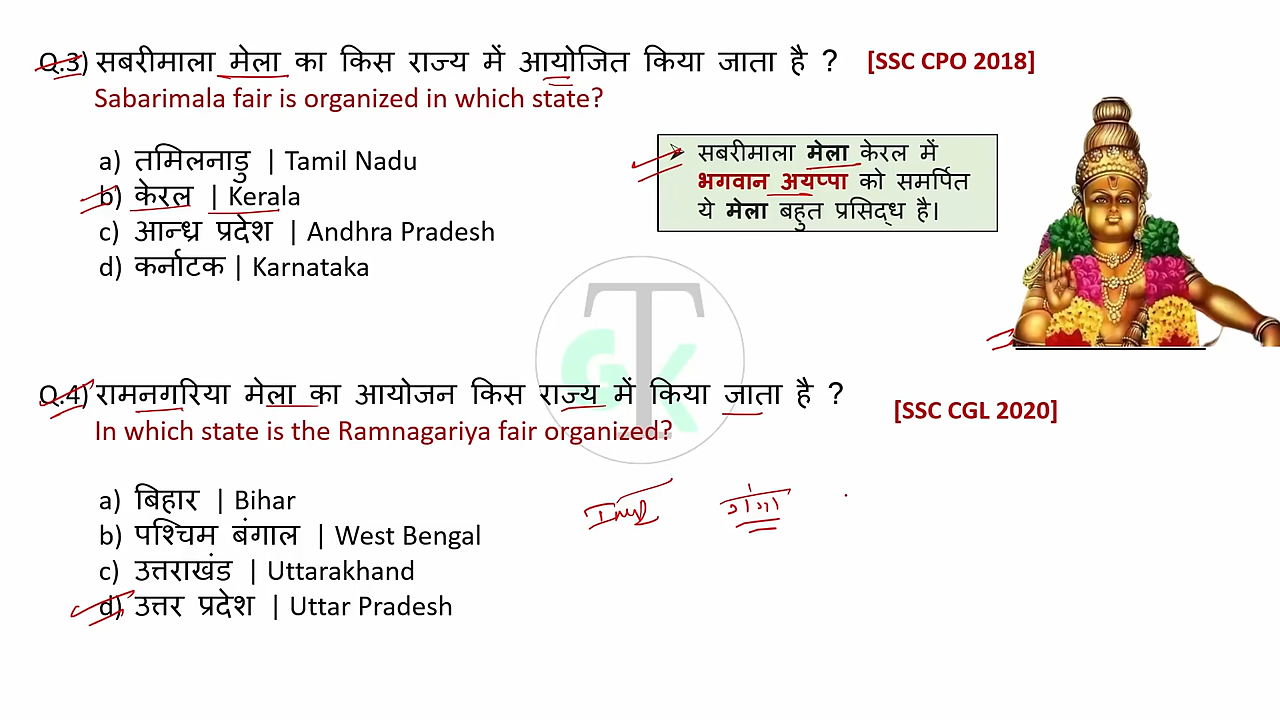 Q.3) सबरीमाला मेला का किस राज्य में आयोजित किया जाता है ? [SSC CPO 2018]
Sabarimala fair is organized in which state?
a) तमिलनाडु | Tamil Nadu
b) केरल | Kerala
c) आन्ध्र प्रदेश | Andhra Pradesh
d) कर्नाटक | Karnataka
सबरीमाला मेला केरल में
भगवान अयप्पा को समर्पित
ये मेला बहुत प्रसिद्ध है।
TGK
Q.4) रामनगरिया मेला का आयोजन किस राज्य में किया जाता है ? [SSC CGL 2020]
In which state is the Ramnagariya fair organized?
a) बिहार | Bihar
b) पश्चिम बंगाल | West Bengal
c) उत्तराखंड | Uttarakhand
d) उत्तर प्रदेश | Uttar Pradesh
गंगा